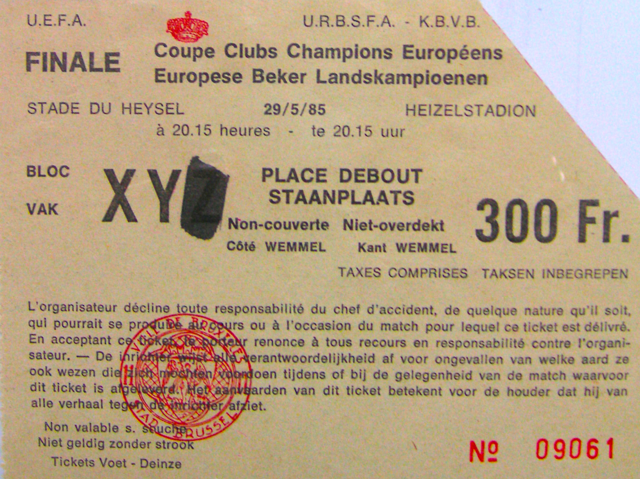 U.E.F.A. U.R.B.S.F.A. - K.B.V.B.
FINALE
Coupe Clubs Champions Européens
Europese Beker Landskampioenen
STADE DU HEYSEL 29/5/85 HEIZELSTADION
à 20.15 heures - te 20.15 uur
BLOC
VAK
XYZ
PLACE DEBOUT
STAANPLAATS
Non-couverte Niet-overdekt
Côté WEMMEL Kant WEMMEL
300 Fr.
TAXES COMPRISES TAKSEN INBEGREPEN
L'organisateur décline toute responsabilité du chef d'accident, de quelque nature qu'il soit,
qui pourrait se produire au cours ou à l'occasion du match pour lequel ce ticket est délivré.
En acceptant ce ticket, le porteur renonce à tous recours en responsabilité contre l'organi-
sateur. — De inrichter wijst alle verantwoordelijkheid af voor ongevallen van welke aard ze
ook wezen die zich mochten voordoen tijdens of bij de gelegenheid van de match waarvoor
dit ticket is afgeleverd. Het aanvaarden van dit ticket betekent voor de houder dat hij van
alle verhaal tegen de inrichter afziet.
Non valable s. souche
Niet geldig zonder strook
Tickets Voet - Deinze
BRUSSEL
Nº 09061